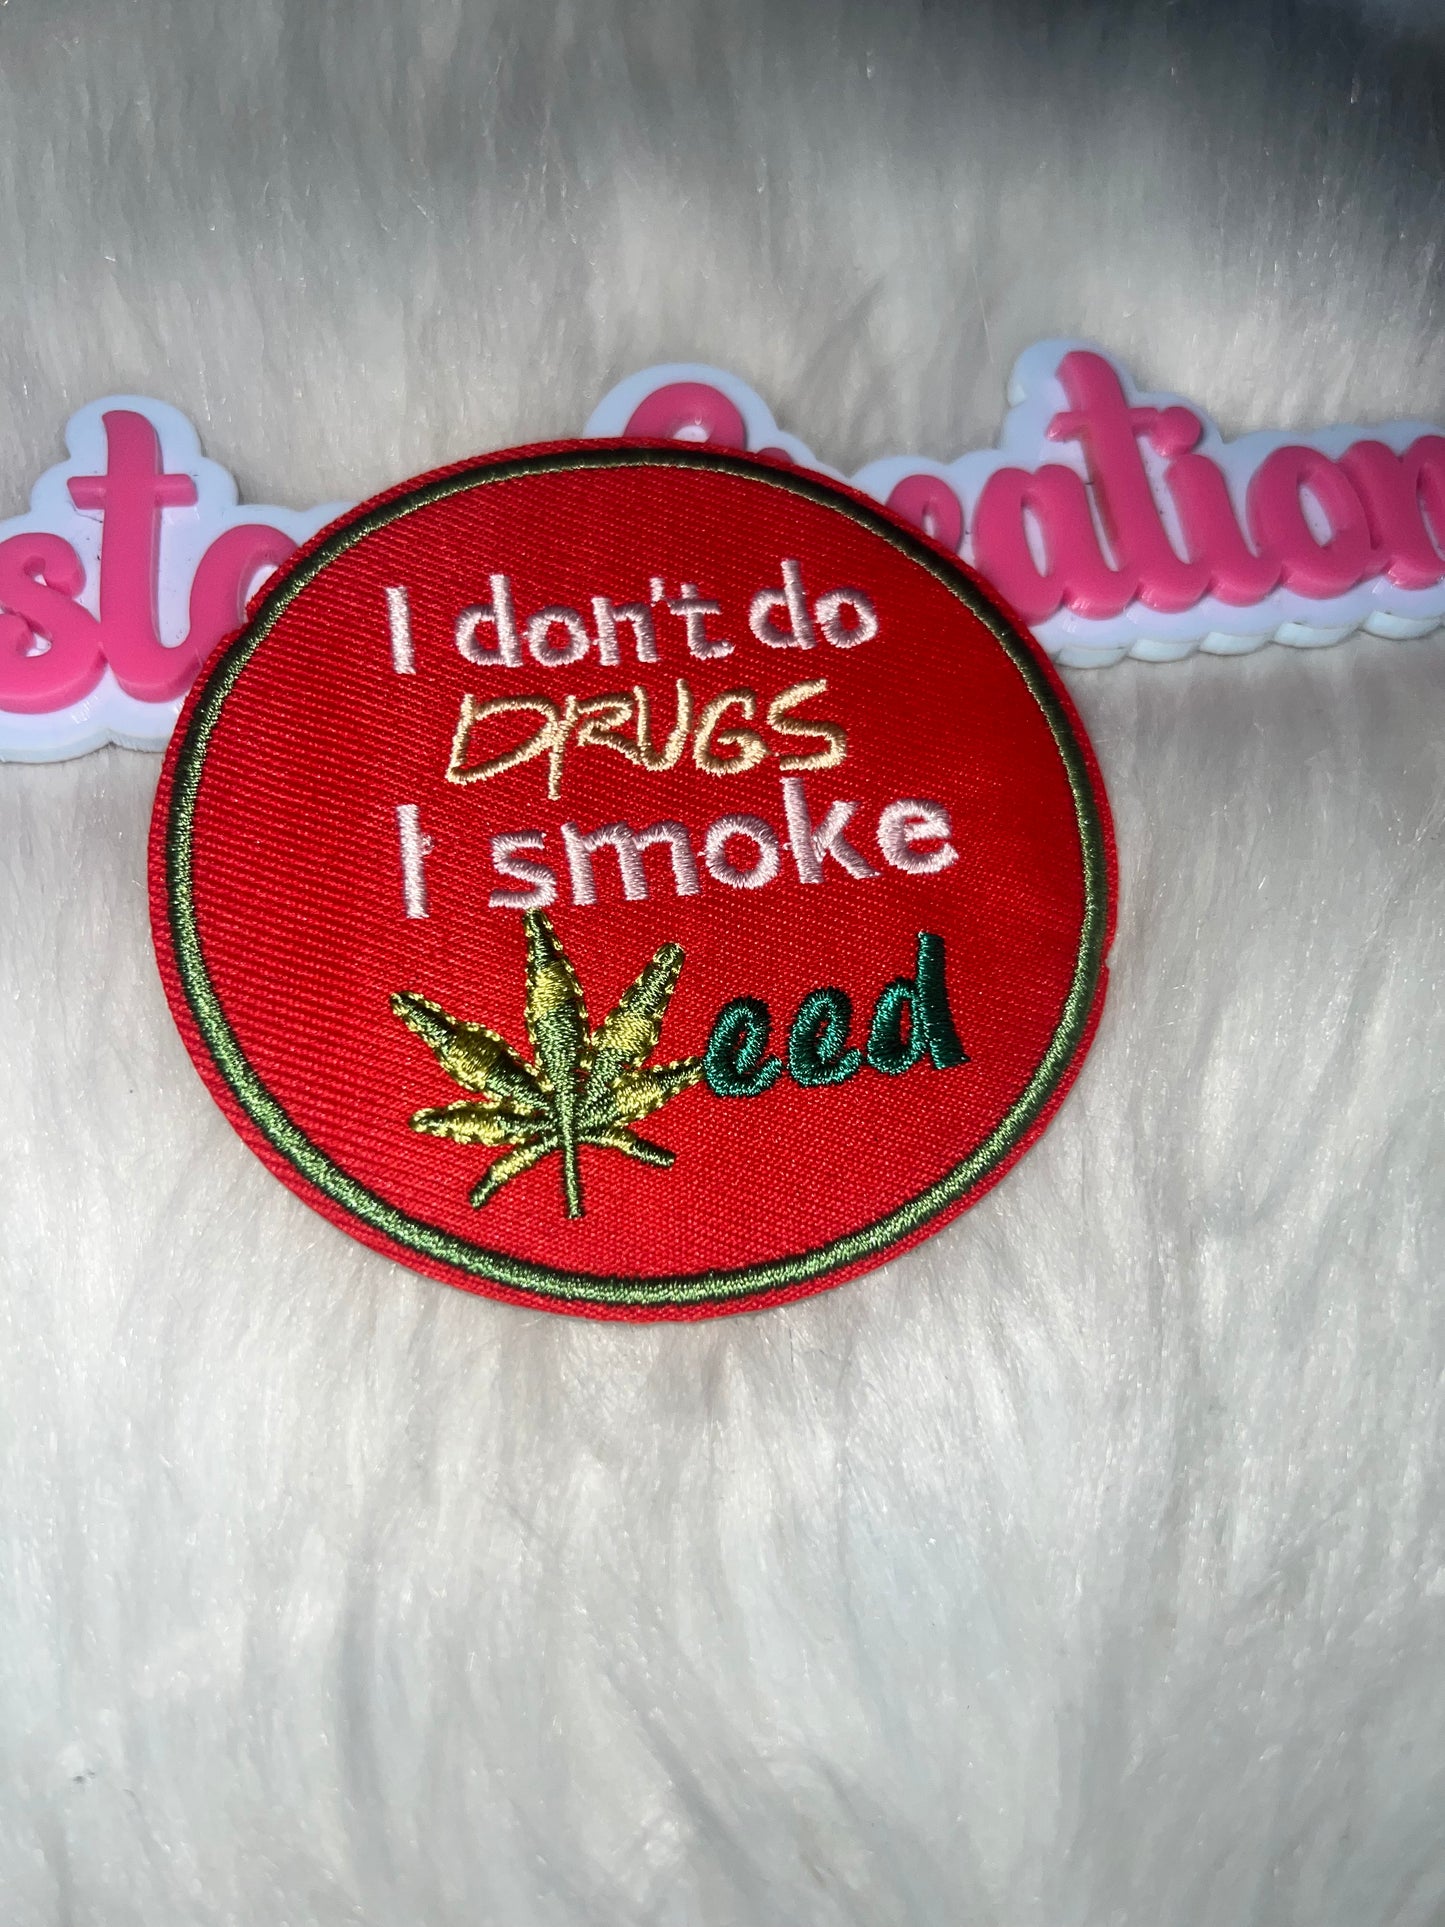 I don't do
DRUGS
I smoke
eed